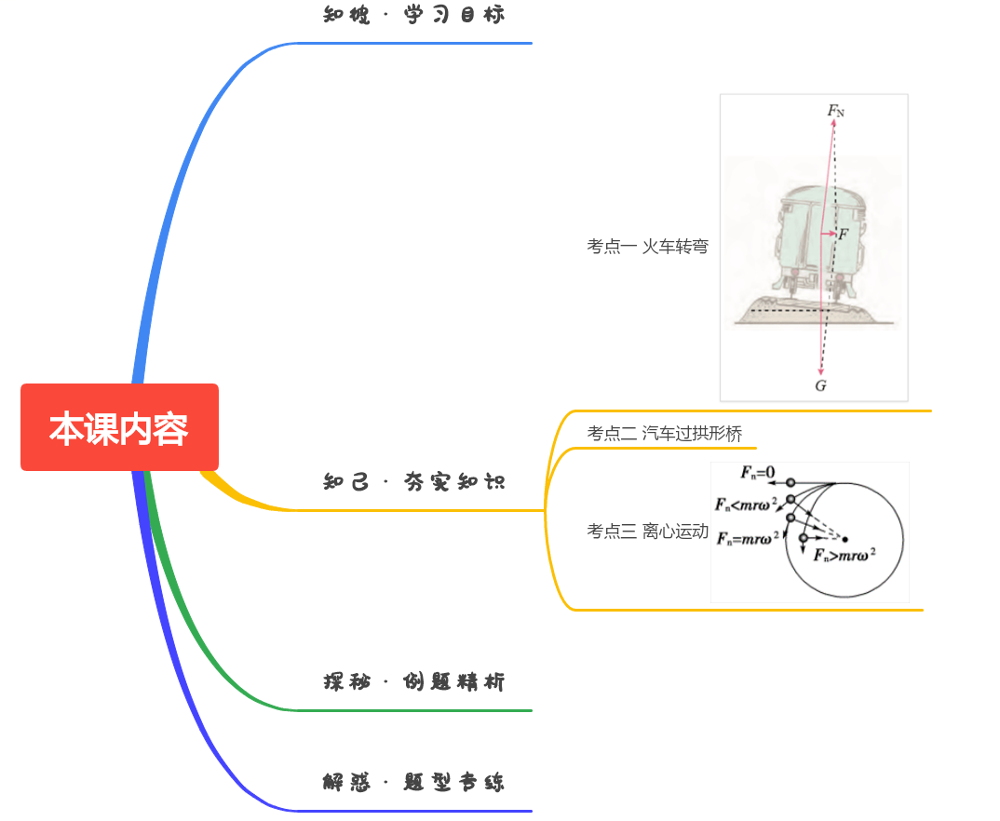 知彼 · 学习目标
F_N
F
考点一 火车转弯
G
本课内容
考点二 汽车过拱形桥
知己 · 夯实知识
F_n=0
F_n<mrω²
考点三 离心运动
F_n=mrω²
F_n>mrω²
探秘 · 例题精析
解惑 · 题型专练